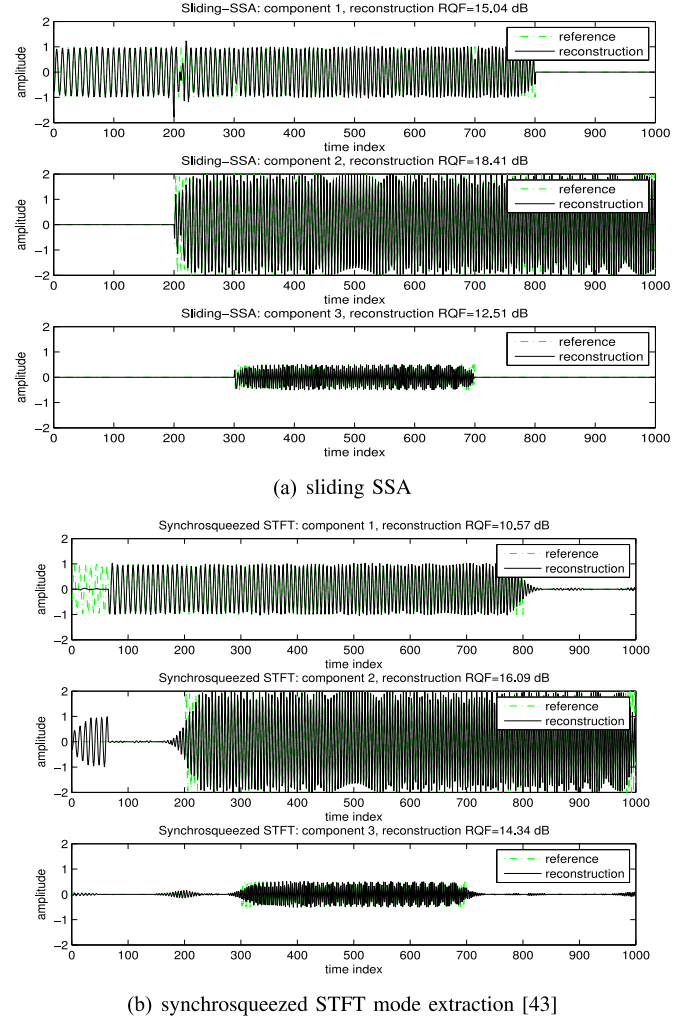 Sliding−SSA: component 1, reconstruction RQF=15.04 dB
reference
reconstruction
amplitude
2
1
0
−1
−2
0 100 200 300 400 500 600 700 800 900 1000
time index
Sliding−SSA: component 2, reconstruction RQF=18.41 dB
reference
reconstruction
amplitude
2
1
0
−1
−2
0 100 200 300 400 500 600 700 800 900 1000
time index
Sliding−SSA: component 3, reconstruction RQF=12.51 dB
reference
reconstruction
amplitude
2
1
0
−1
−2
0 100 200 300 400 500 600 700 800 900 1000
time index
(a) sliding SSA
Synchrosqueezed STFT: component 1, reconstruction RQF=10.57 dB
reference
reconstruction
amplitude
2
1
0
−1
−2
0 100 200 300 400 500 600 700 800 900 1000
time index
Synchrosqueezed STFT: component 2, reconstruction RQF=16.09 dB
reference
reconstruction
amplitude
2
1
0
−1
−2
0 100 200 300 400 500 600 700 800 900 1000
time index
Synchrosqueezed STFT: component 3, reconstruction RQF=14.34 dB
reference
reconstruction
amplitude
2
1
0
−1
−2
0 100 200 300 400 500 600 700 800 900 1000
time index
(b) synchrosqueezed STFT mode extraction [43]